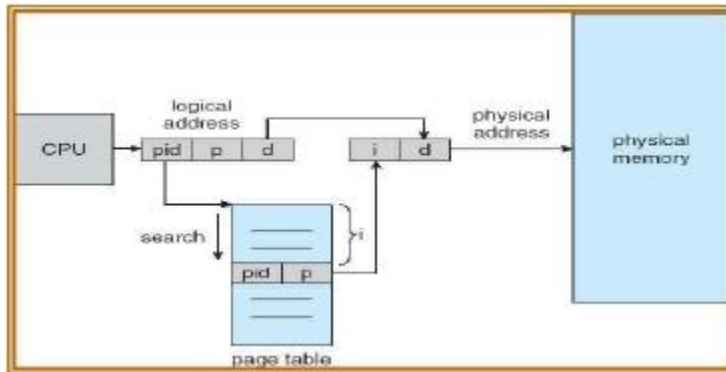 logical
address
physical
address
CPU
pid p d
i d
physical
memory
search
i
pid p
page table